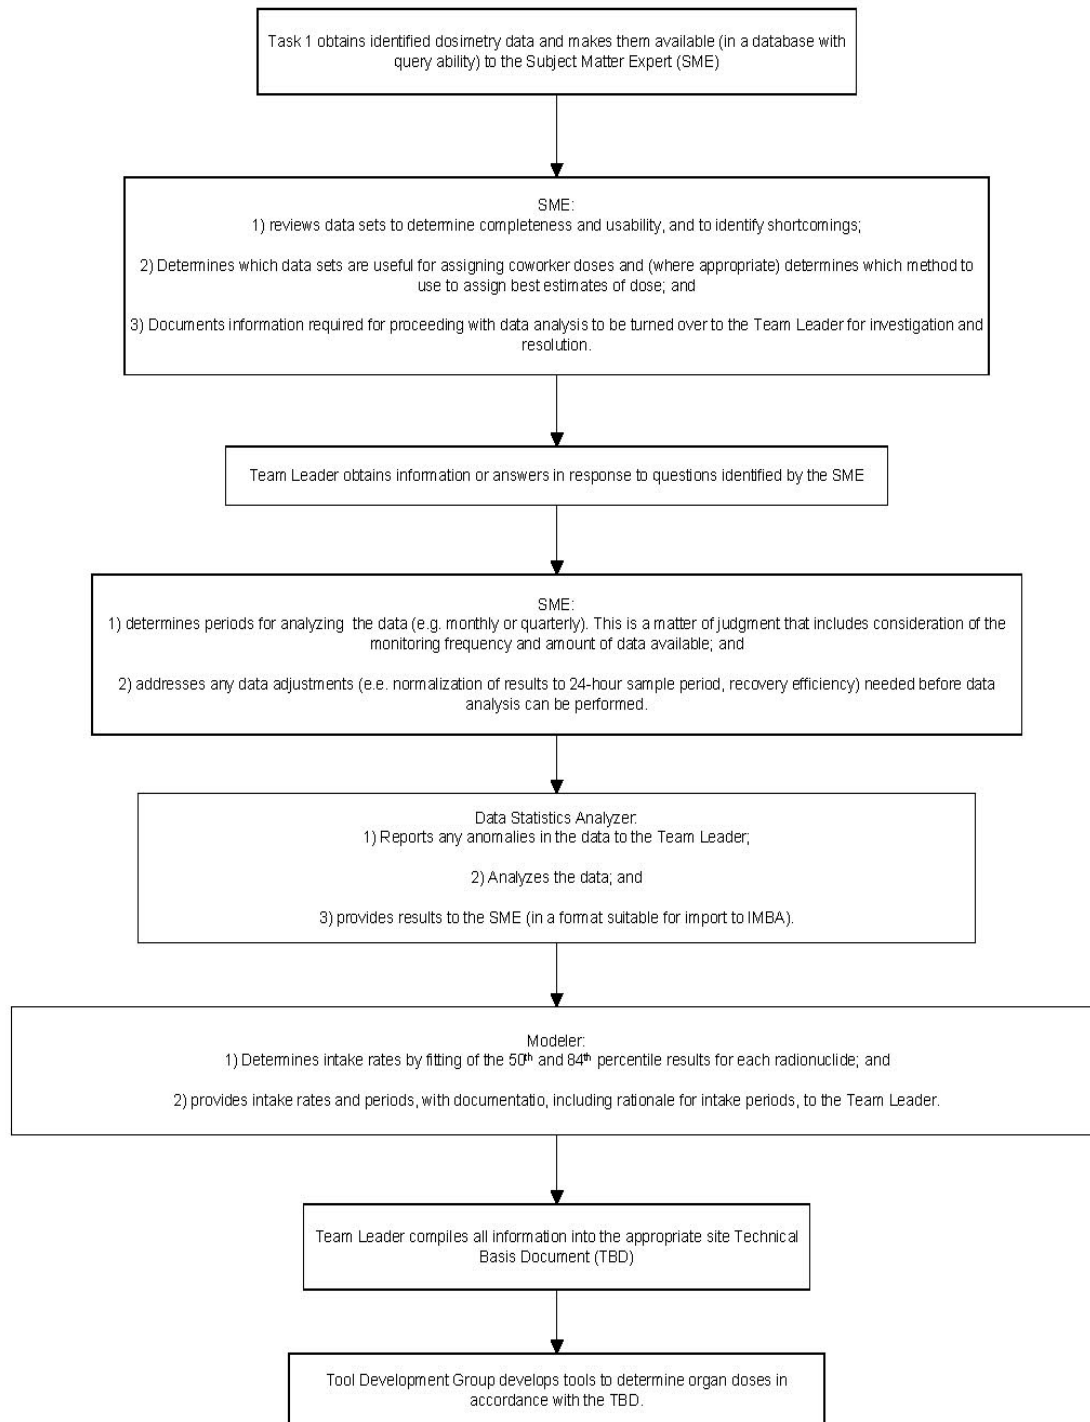 Task 1 obtains identified dosimetry data and makes them available (in a database with
query ability) to the Subject Matter Expert (SME)
SME:
1) reviews data sets to determine completeness and usability, and to identify shortcomings;
2) Determines which data sets are useful for assigning coworker doses and (where appropriate) determines which method to
use to assign best estimates of dose; and
3) Documents information required for proceeding with data analysis to be turned over to the Team Leader for investigation and
resolution.
Team Leader obtains information or answers in response to questions identified by the SME
SME:
1) determines periods for analyzing the data (e.g. monthly or quarterly). This is a matter of judgment that includes consideration of the
monitoring frequency and amount of data available; and
2) addresses any data adjustments (e.e. normalization of results to 24-hour sample period, recovery efficiency) needed before data
analysis can be performed.
Data Statistics Analyzer:
1) Reports any anomalies in the data to the Team Leader;
2) Analyzes the data; and
3) provides results to the SME (in a format suitable for import to IMBA).
Modeler:
1) Determines intake rates by fitting of the 50th and 84th percentile results for each radionuclide; and
2) provides intake rates and periods, with documentatio, including rationale for intake periods, to the Team Leader.
Team Leader compiles all information into the appropriate site Technical
Basis Document (TBD)
Tool Development Group develops tools to determine organ doses in
accordance with the TBD.